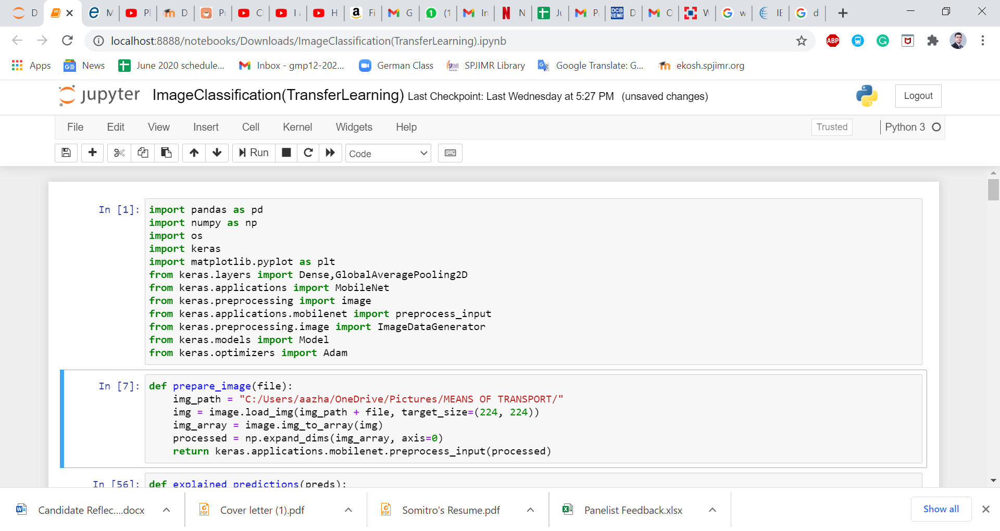 D M Pl D Pr Cl I a H Fi G (1 In N Ju P. DCB REMIT D O W w IE d
localhost:8888/notebooks/Downloads/ImageClassification(TransferLearning).ipynb ABP
Apps News June 2020 schedule... Inbox - gmp12-202... German Class SPJIMR Library Google Translate: G... ekosh.spjimr.org
jupyter ImageClassification(TransferLearning) Last Checkpoint: Last Wednesday at 5:27 PM (unsaved changes) Logout
File Edit View Insert Cell Kernel Widgets Help Trusted Python 3
Run Code
In [1]: import pandas as pd
import numpy as np
import os
import keras
import matplotlib.pyplot as plt
from keras.layers import Dense,GlobalAveragePooling2D
from keras.applications import MobileNet
from keras.preprocessing import image
from keras.applications.mobilenet import preprocess_input
from keras.preprocessing.image import ImageDataGenerator
from keras.models import Model
from keras.optimizers import Adam
In [7]: def prepare_image(file):
    img_path = "C:/Users/aazha/OneDrive/Pictures/MEANS OF TRANSPORT/"
    img = image.load_img(img_path + file, target_size=(224, 224))
    img_array = image.img_to_array(img)
    processed = np.expand_dims(img_array, axis=0)
    return keras.applications.mobilenet.preprocess_input(processed)
In [56]: def explained_predictions(preds):
Candidate Reflec....docx Cover letter (1).pdf Somitro's Resume.pdf Panelist Feedback.xlsx Show all